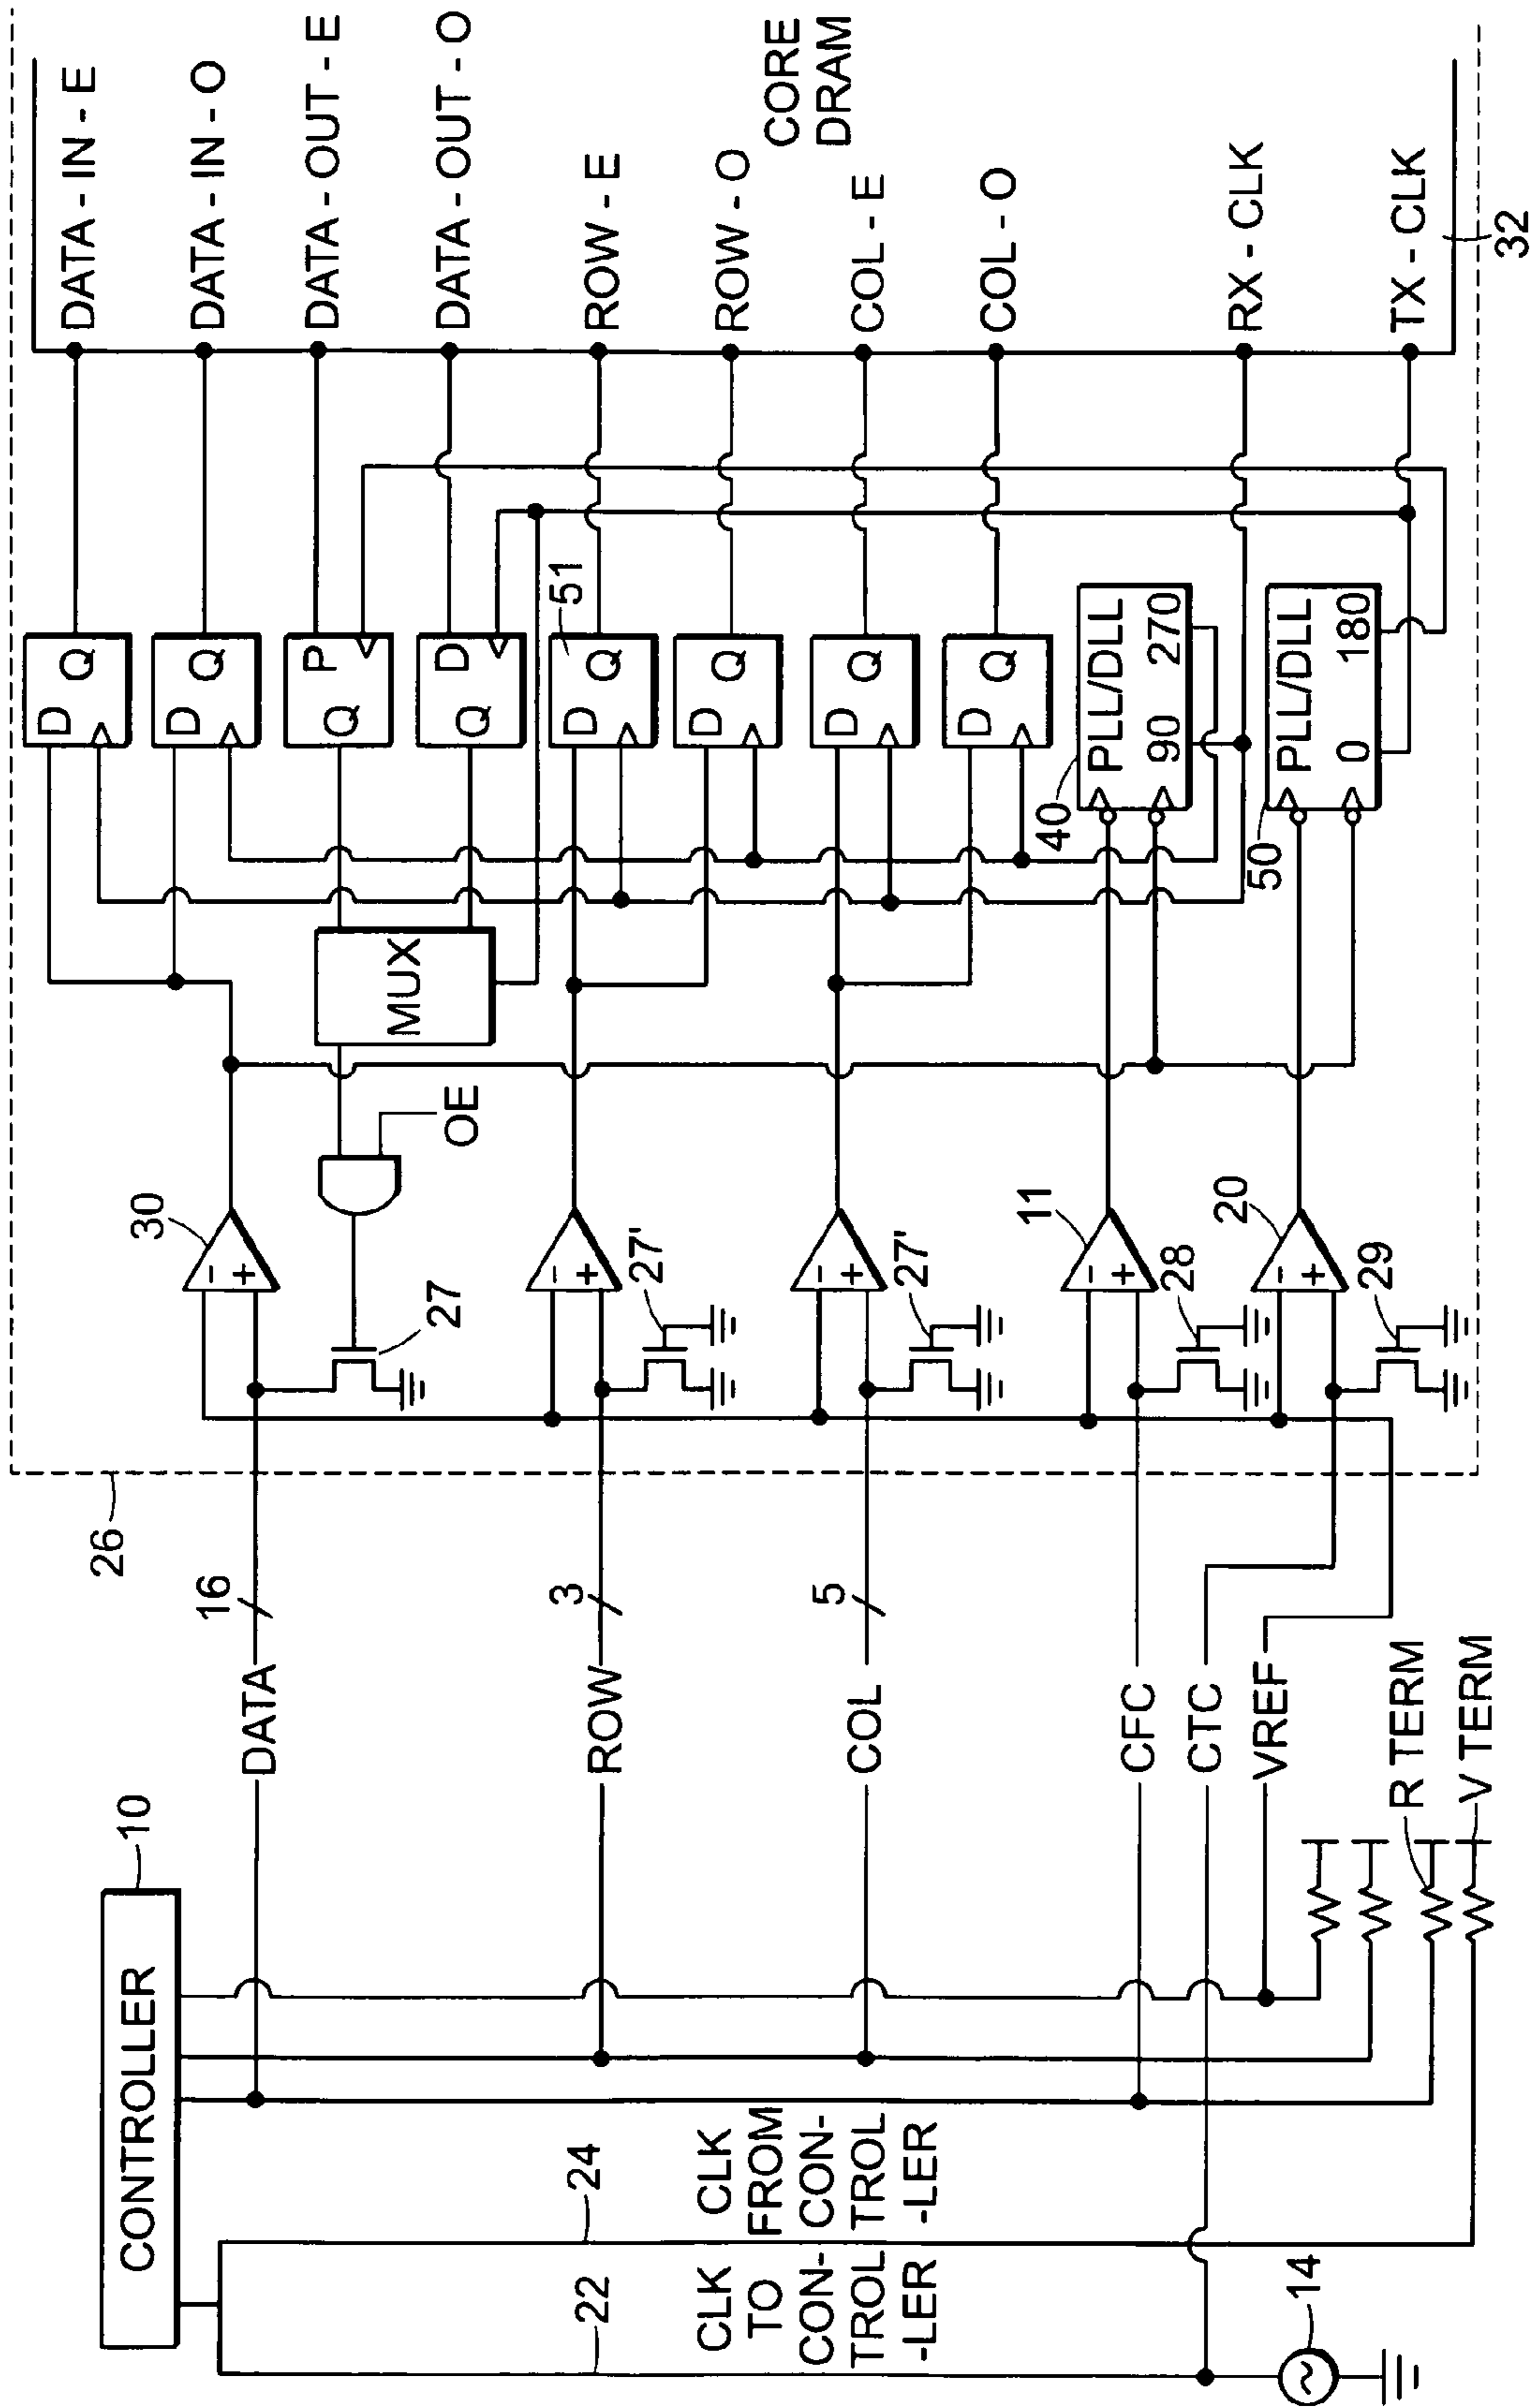 CONTROLLER
10
22
24
CLK TO CON- TROL -LER
CLK FROM CON- TROL -LER
14
DATA
16
ROW
3
COL
5
CFC
CTC
VREF
R TERM
V TERM
26
30
- +
27
OE
MUX
- +
27'
- +
27'
11
- +
28
20
- +
29
D Q
D Q
Q P
Q D
D Q
51
D Q
D Q
D Q
40
PLL/DLL
90 270
50
PLL/DLL
0 180
DATA - IN - E
DATA - IN - O
DATA - OUT - E
DATA - OUT - O
ROW - E
ROW - O
COL - E
COL - O
CORE
DRAM
RX - CLK
TX - CLK
32